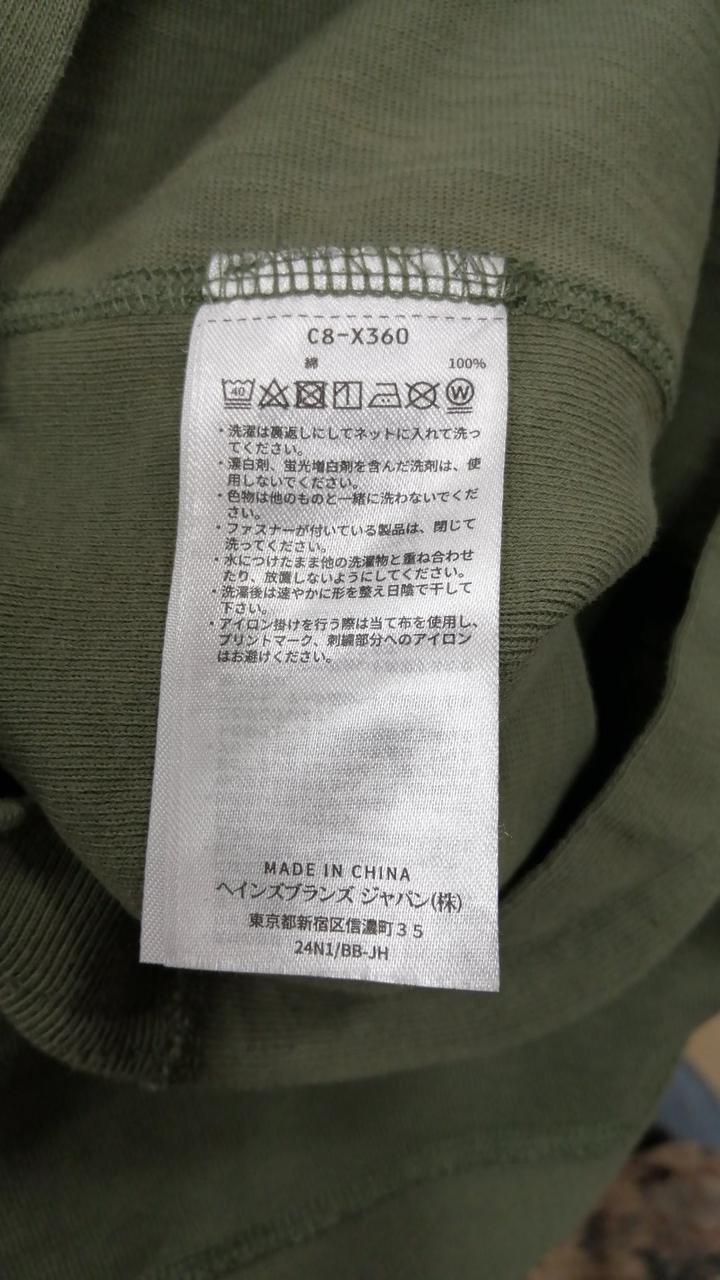 C8-X360
綿 100%
40
W
・洗濯は裏返しにしてネットに入れて洗っ
てください。
・漂白剤、蛍光増白剤を含んだ洗剤は、使
用しないでください。
・色物は他のものと一緒に洗わないでくだ
さい。
・ファスナーが付いている製品は、閉じて
洗ってください。
・水につけたまま他の洗濯物と重ね合わせ
たり、放置しないようにしてください。
・洗濯後は速やかに形を整え日陰で干して
下さい。
・アイロン掛けを行う際は当て布を使用し、
プリントマーク、刺繍部分へのアイロン
はお避けください。
MADE IN CHINA
ヘインズブランズ ジャパン(株)
東京都新宿区信濃町35
24N1/BB-JH